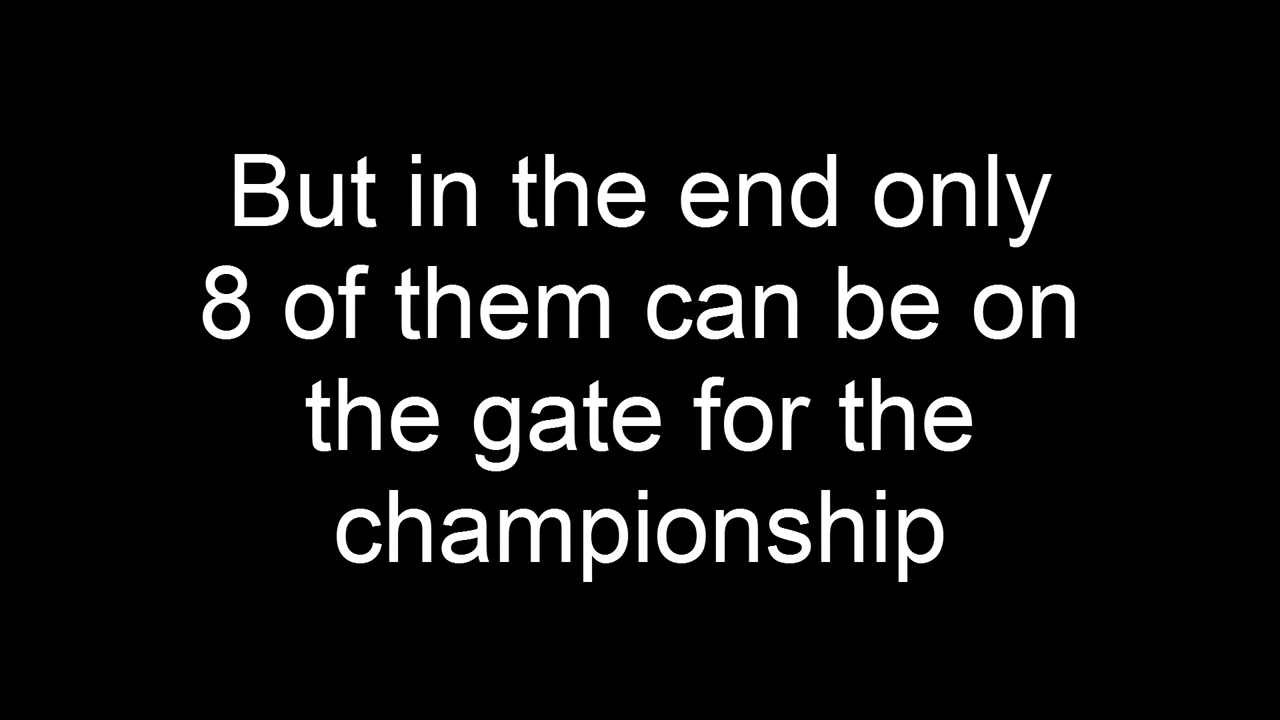 But in the end only
8 of them can be on
the gate for the
championship